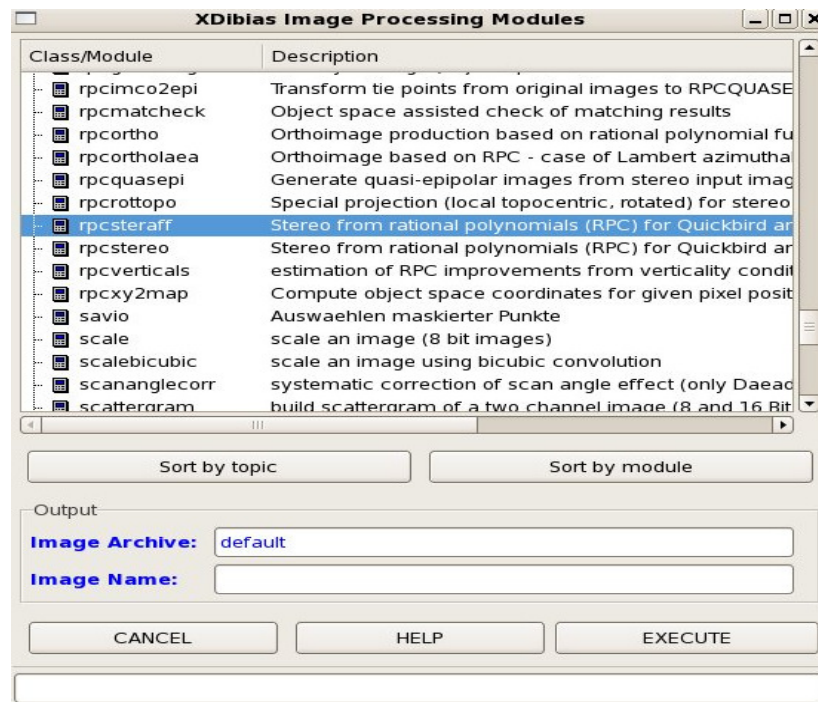 XDibias Image Processing Modules
Class/Module Description
rpcimco2epi Transform tie points from original images to RPCQUASE
rpcmatcheck Object space assisted check of matching results
rpcortho Orthoimage production based on rational polynomial fu
rpcortholaea Orthoimage based on RPC - case of Lambert azimutha
rpcquasepi Generate quasi-epipolar images from stereo input imag
rpcrottopo Special projection (local topocentric, rotated) for stereo
rpcsteraff Stereo from rational polynomials (RPC) for Quickbird ar
rpcstereo Stereo from rational polynomials (RPC) for Quickbird ar
rpcverticals estimation of RPC improvements from verticality condit
rpcxy2map Compute object space coordinates for given pixel posit
savio Auswaehlen maskierter Punkte
scale scale an image (8 bit images)
scalebicubic scale an image using bicubic convolution
scananglecorr systematic correction of scan angle effect (only Daead
scattergram build scattergram of a two channel image (8 and 16 Bit
Sort by topic Sort by module
Output
Image Archive: default
Image Name:
CANCEL HELP EXECUTE